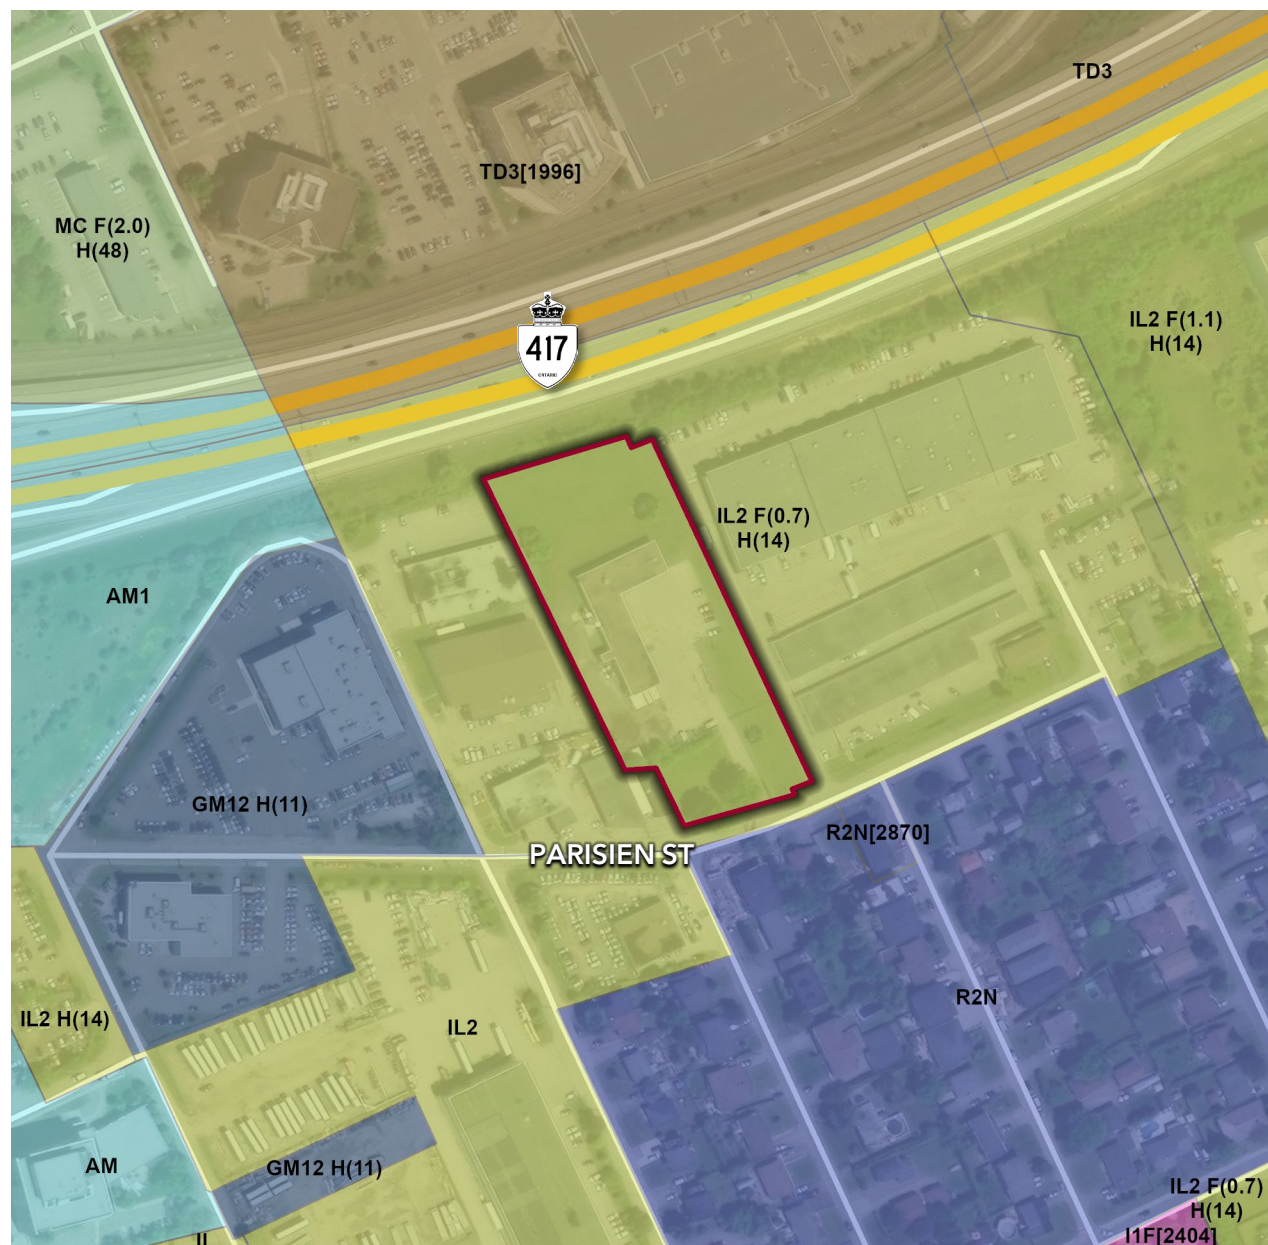 TD3
TD3[1996]
MC F(2.0)
H(48)
417
ONTARIO
IL2 F(1.1)
H(14)
IL2 F(0.7)
H(14)
AM1
GM12 H(11)
R2N[2870]
PARISIEN ST
R2N
IL2 H(14)
IL2
AM
GM12 H(11)
IL2 F(0.7)
H(14)
I1F[2404]